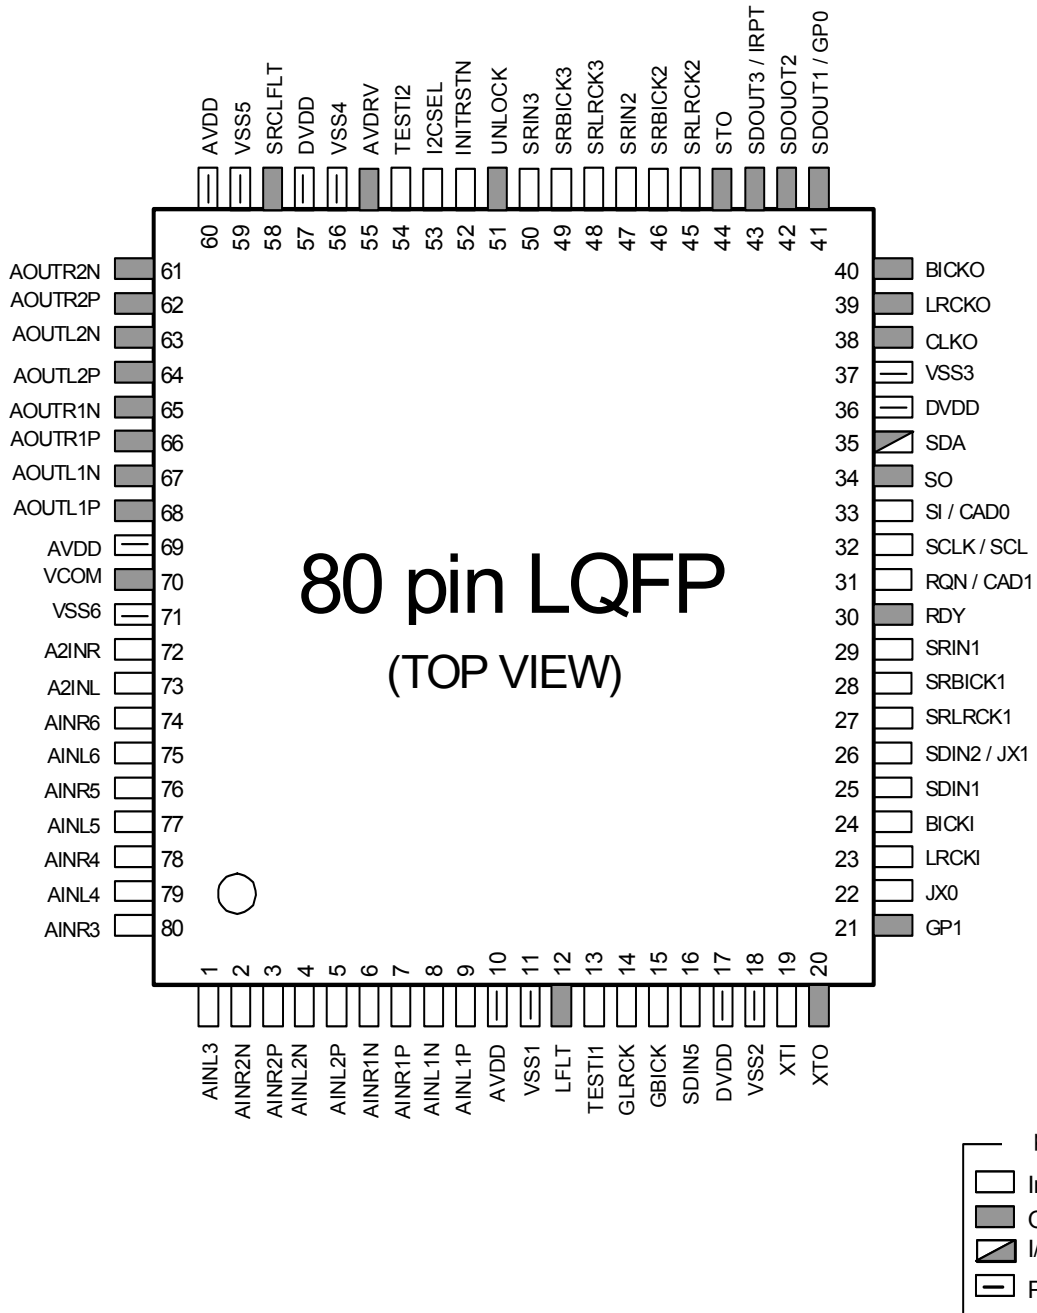 AVDD
VSS5
SRCLFLT
DVDD
VSS4
AVDRV
TESTI2
I2CSEL
INITRSTN
UNLOCK
SRIN3
SRBICK3
SRLRCK3
SRIN2
SRBICK2
SRLRCK2
STO
SDOUT3 / IRPT
SDOUOT2
SDOUT1 / GP0
60 59 58 57 56 55 54 53 52 51 50 49 48 47 46 45 44 43 42 41
AOUTR2N 61
AOUTR2P 62
AOUTL2N 63
AOUTL2P 64
AOUTR1N 65
AOUTR1P 66
AOUTL1N 67
AOUTL1P 68
AVDD 69
VCOM 70
VSS6 71
A2INR 72
A2INL 73
AINR6 74
AINL6 75
AINR5 76
AINL5 77
AINR4 78
AINL4 79
AINR3 80
80 pin LQFP
(TOP VIEW)
40 BICKO
39 LRCKO
38 CLKO
37 VSS3
36 DVDD
35 SDA
34 SO
33 SI / CAD0
32 SCLK / SCL
31 RQN / CAD1
30 RDY
29 SRIN1
28 SRBICK1
27 SRLRCK1
26 SDIN2 / JX1
25 SDIN1
24 BICKI
23 LRCKI
22 JX0
21 GP1
1 2 3 4 5 6 7 8 9 10 11 12 13 14 15 16 17 18 19 20
AINL3
AINR2N
AINR2P
AINL2N
AINL2P
AINR1N
AINR1P
AINL1N
AINL1P
AVDD
VSS1
LFLT
TESTI1
GLRCK
GBICK
SDIN5
DVDD
VSS2
XTI
XTO